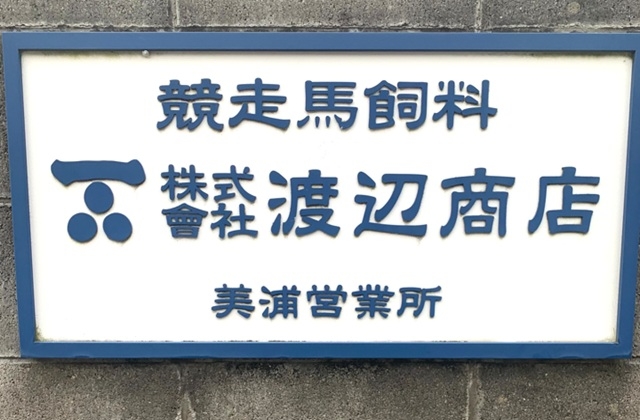 競走馬飼料
株式會社 渡辺商店
美浦営業所